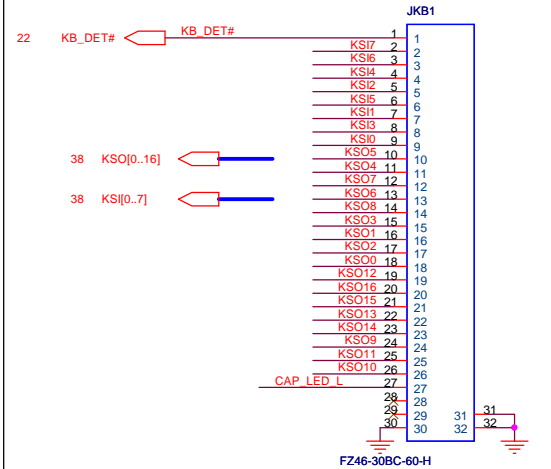 JKB1
22 KB_DET# KB_DET# 1 1
KSI7 2 2
KSI6 3 3
KSI4 4 4
KSI2 5 5
KSI5 6 6
KSI1 7 7
KSI3 8 8
KSI0 9 9
38 KSO[0..16] KSO5 10 10
KSO4 11 11
KSO7 12 12
38 KSI[0..7] KSO6 13 13
KSO8 14 14
KSO3 15 15
KSO1 16 16
KSO2 17 17
KSO0 18 18
KSO12 19 19
KSO16 20 20
KSO15 21 21
KSO13 22 22
KSO14 23 23
KSO9 24 24
KSO11 25 25
KSO10 26 26
CAP_LED_L 27 27
28 28
29 29 31 31
30 30 32 32
FZ46-30BC-60-H